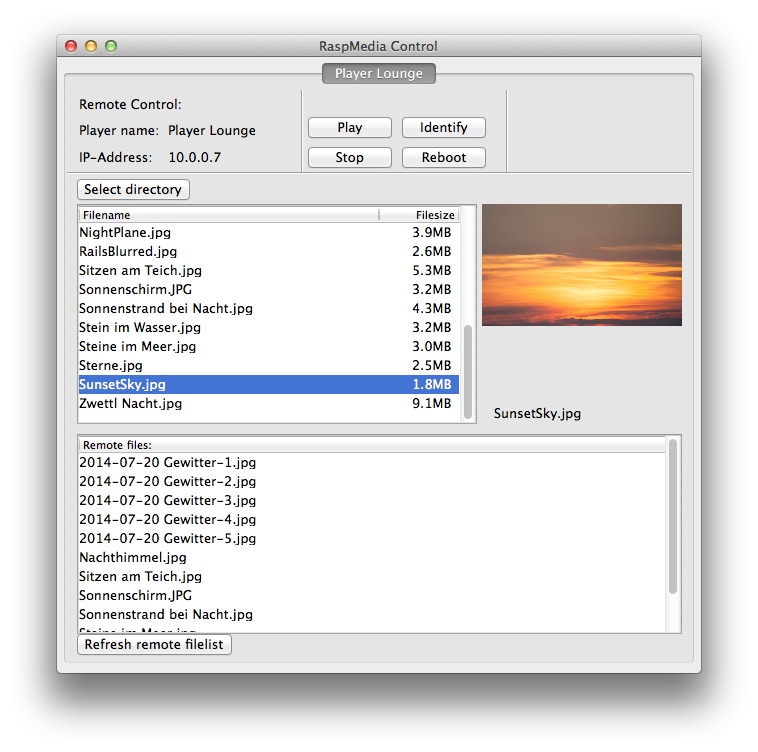 RaspMedia Control
Player Lounge
Remote Control:
Player name: Player Lounge
IP-Address: 10.0.0.7
Play Identify
Stop Reboot
Select directory
Filename Filesize
NightPlane.jpg 3.9MB
RailsBlurred.jpg 2.6MB
Sitzen am Teich.jpg 5.3MB
Sonnenschirm.JPG 3.2MB
Sonnenstrand bei Nacht.jpg 4.3MB
Stein im Wasser.jpg 3.2MB
Steine im Meer.jpg 3.0MB
Sterne.jpg 2.5MB
SunsetSky.jpg 1.8MB
Zwettl Nacht.jpg 9.1MB
SunsetSky.jpg
Remote files:
2014-07-20 Gewitter-1.jpg
2014-07-20 Gewitter-2.jpg
2014-07-20 Gewitter-3.jpg
2014-07-20 Gewitter-4.jpg
2014-07-20 Gewitter-5.jpg
Nachthimmel.jpg
Sitzen am Teich.jpg
Sonnenschirm.JPG
Sonnenstrand bei Nacht.jpg
Steine im Meer.jpg
Refresh remote filelist